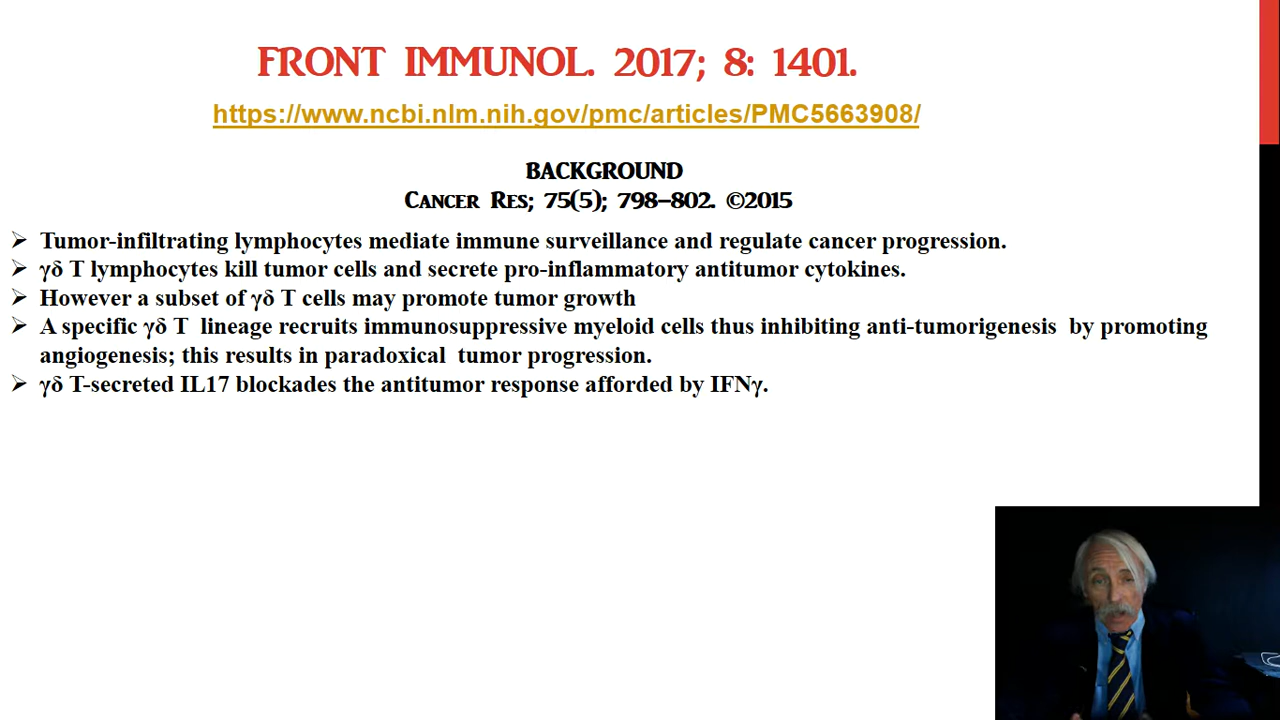 FRONT IMMUNOL. 2017; 8: 1401.
https://www.ncbi.nlm.nih.gov/pmc/articles/PMC5663908/
BACKGROUND
CANCER RES; 75(5); 798–802. ©2015
➢ Tumor-infiltrating lymphocytes mediate immune surveillance and regulate cancer progression.
➢ γδ T lymphocytes kill tumor cells and secrete pro-inflammatory antitumor cytokines.
➢ However a subset of γδ T cells may promote tumor growth
➢ A specific γδ T lineage recruits immunosuppressive myeloid cells thus inhibiting anti-tumorigenesis by promoting
angiogenesis; this results in paradoxical tumor progression.
➢ γδ T-secreted IL17 blockades the antitumor response afforded by IFNγ.